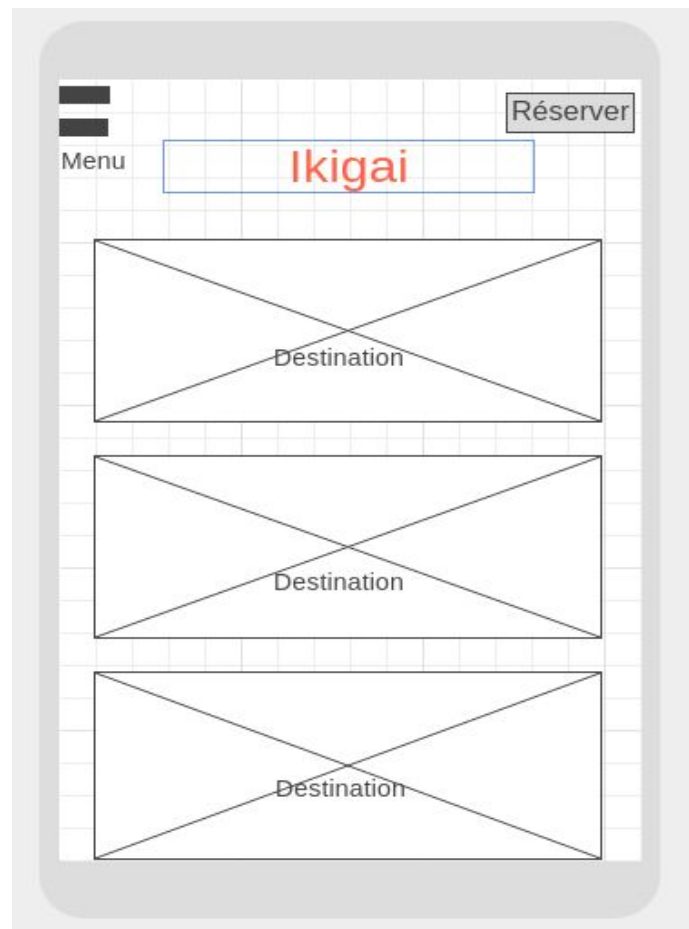 Réserver
Menu
Ikigai
Destination
Destination
Destination